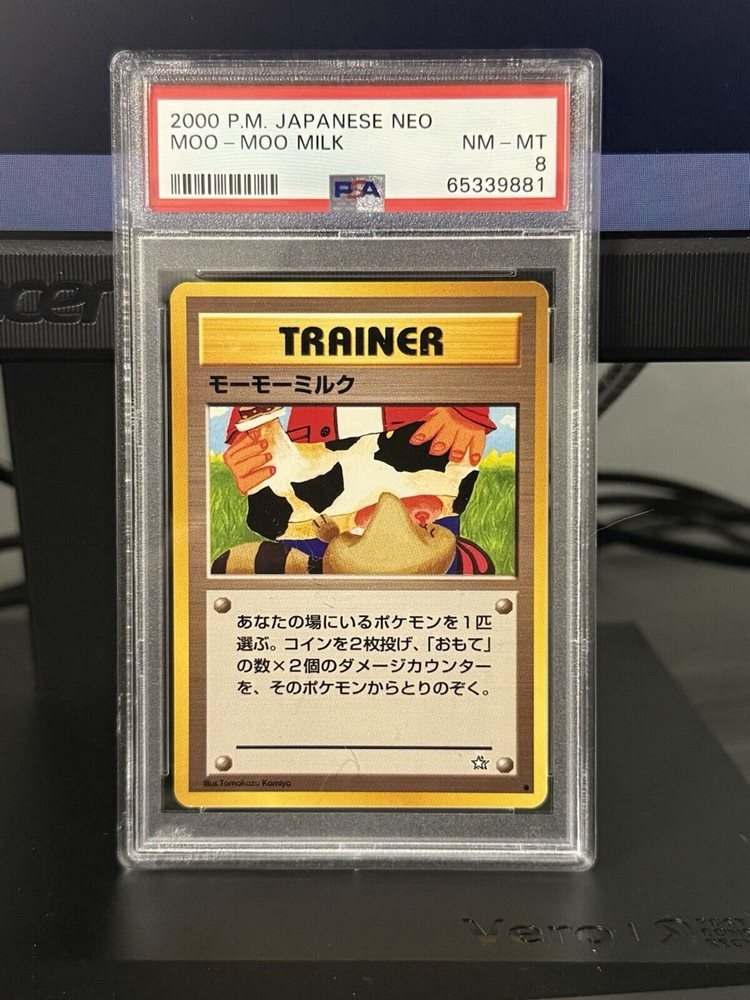 2000 P.M. JAPANESE NEO
MOO-MOO MILK NM-MT
8
PSA 65339881
acer
TRAINER
モーモーミルク
あなたの場にいるポケモンを1匹
選ぶ。コインを2枚投げ、「おもて」
の数×2個のダメージカウンター
を、そのポケモンからとりのぞく。
Illus.Tomokazu Komiya
Vero